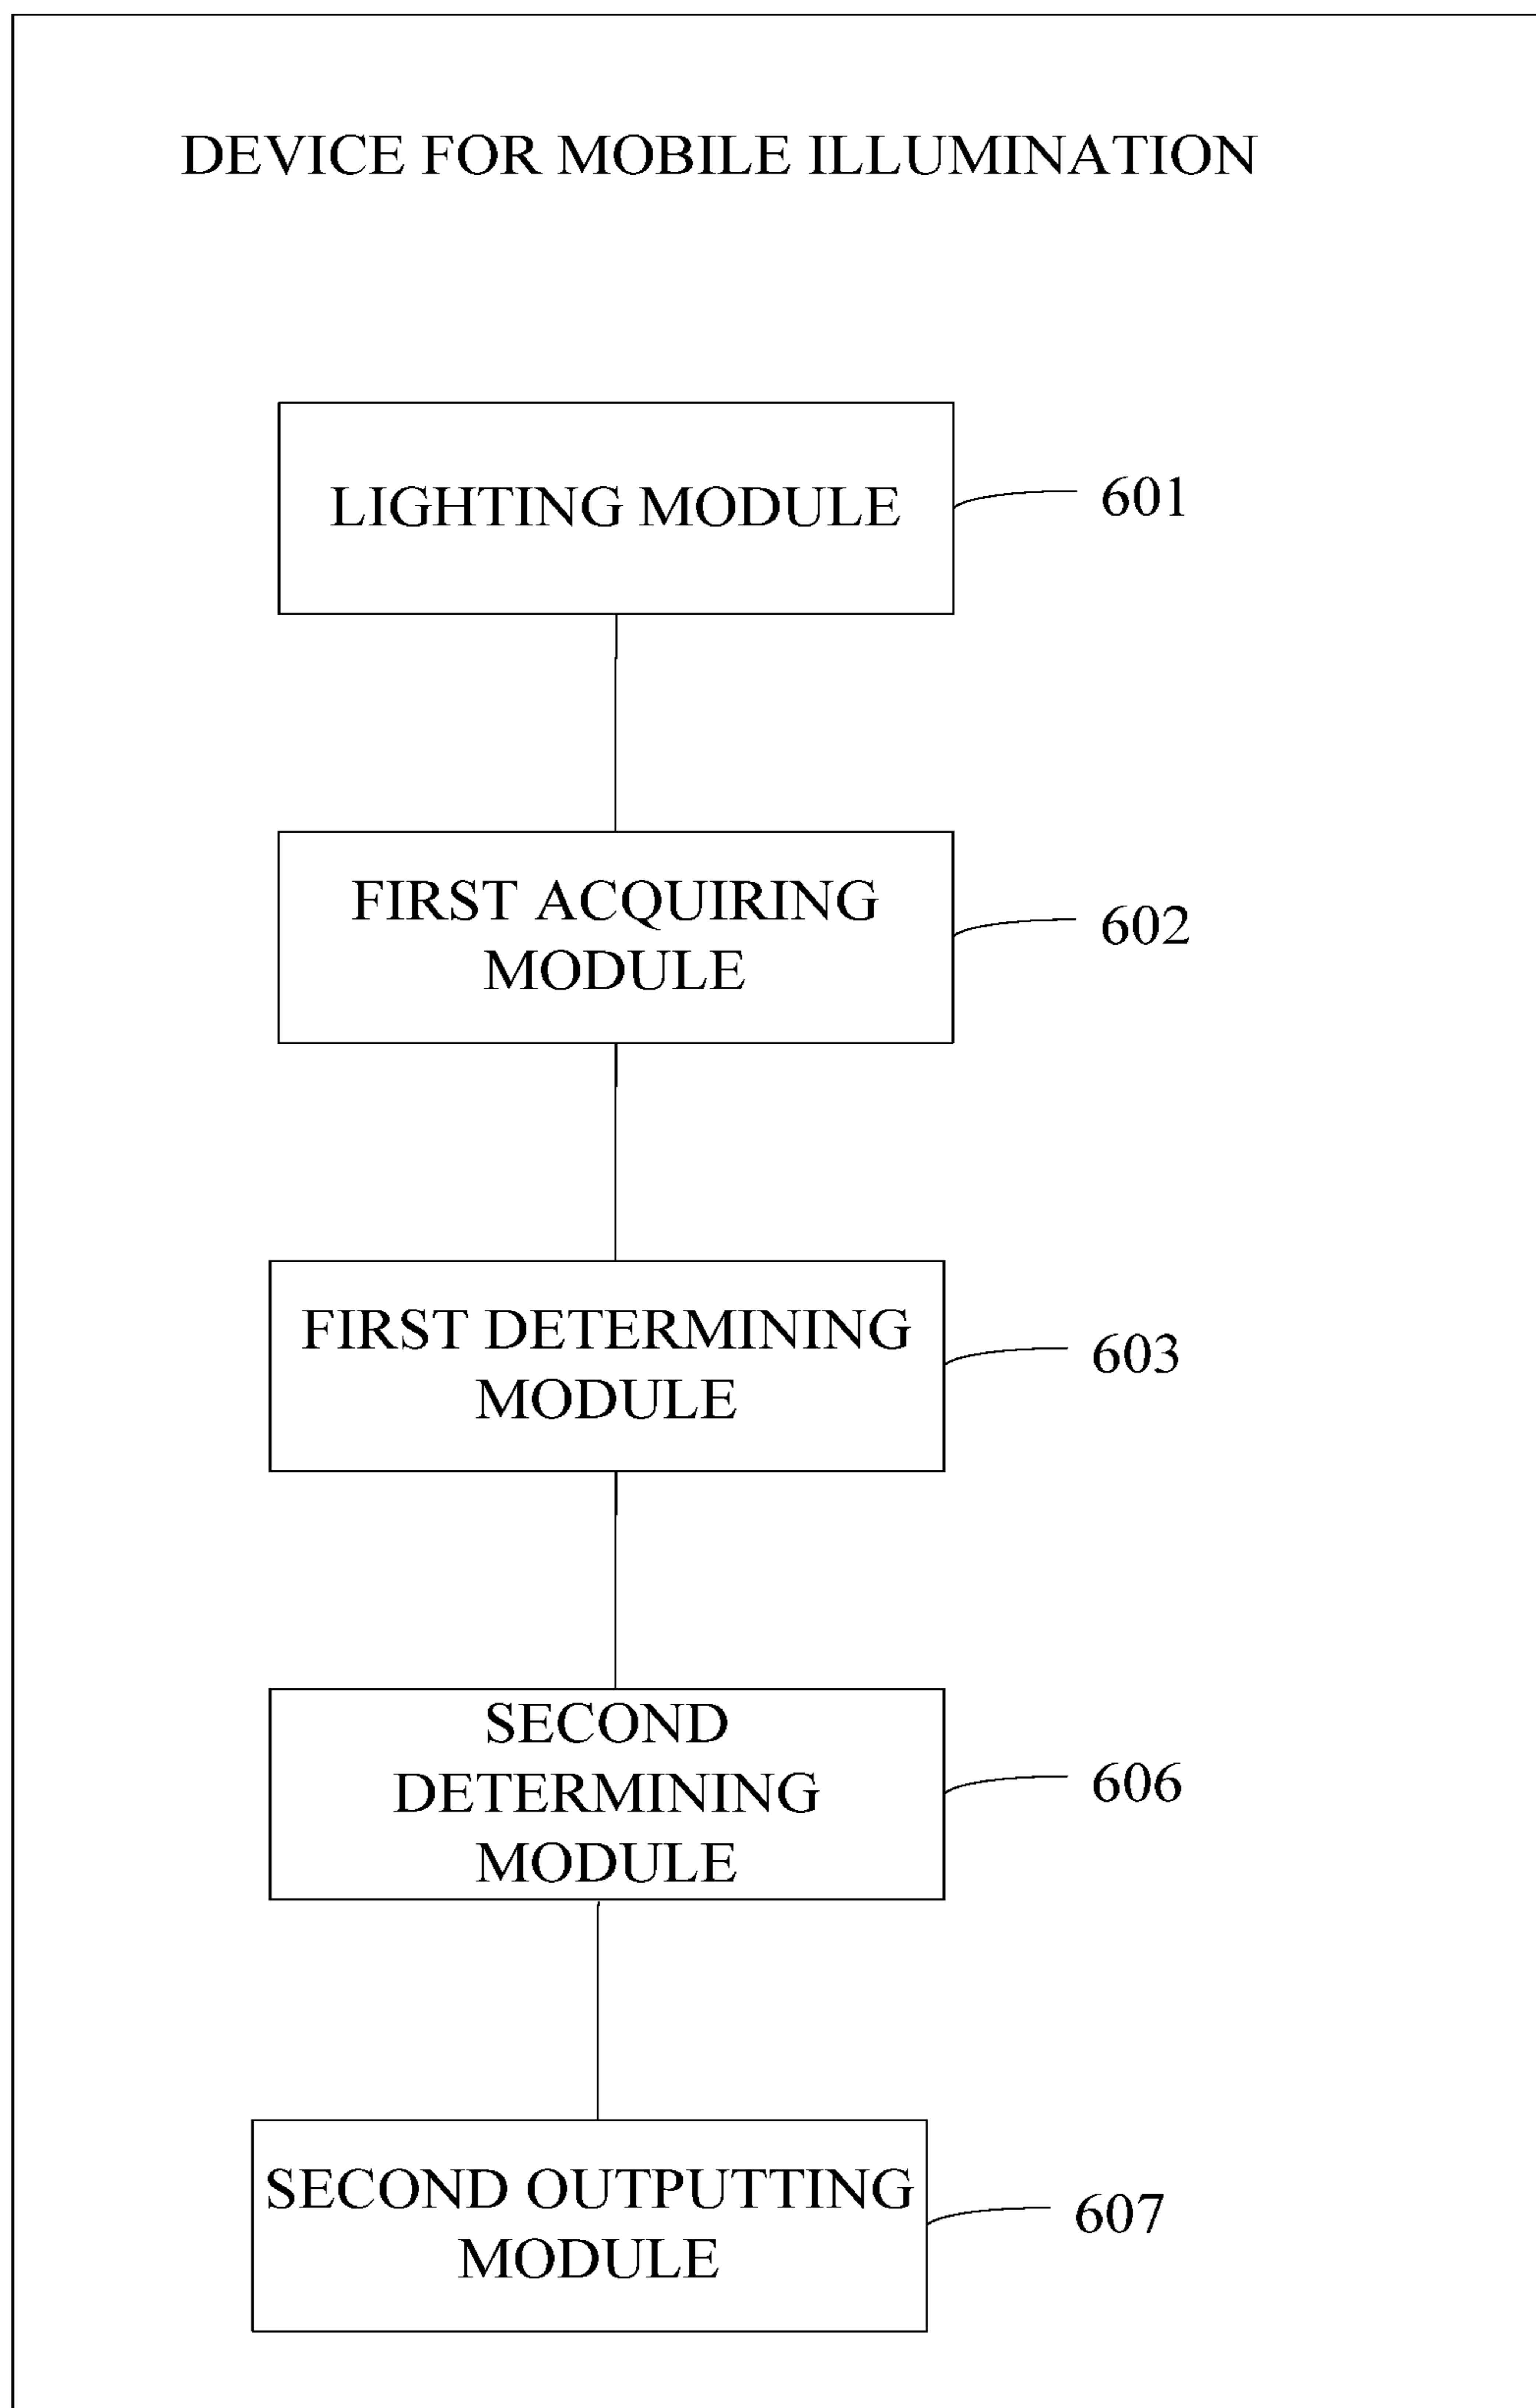 DEVICE FOR MOBILE ILLUMINATION
LIGHTING MODULE
601
FIRST ACQUIRING
MODULE
602
FIRST DETERMINING
MODULE
603
SECOND
DETERMINING
MODULE
606
SECOND OUTPUTTING
MODULE
607